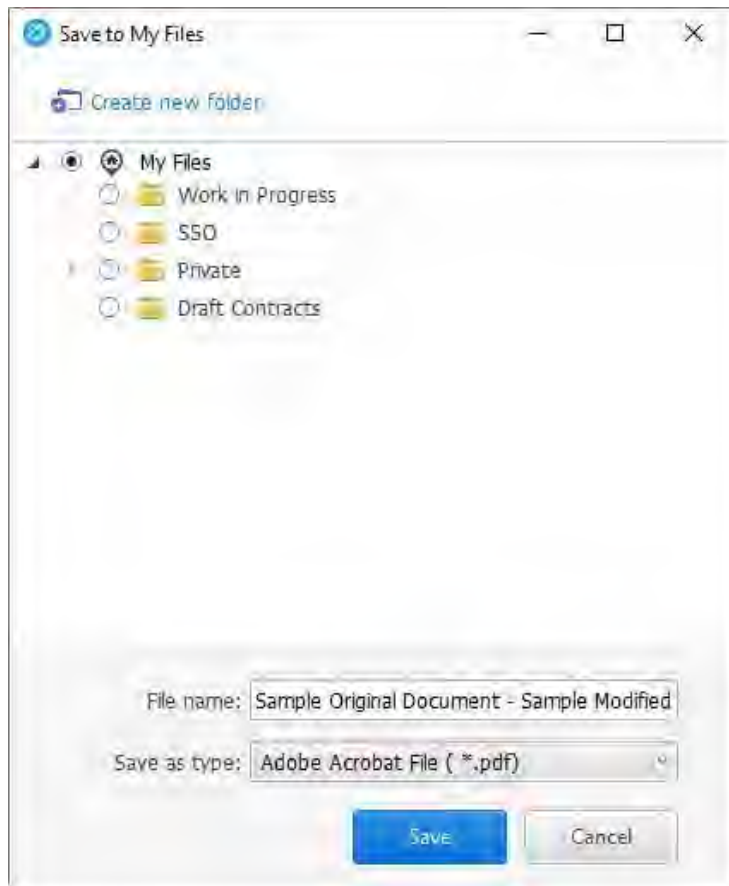 Save to My Files
Create new folder
My Files
Work in Progress
SSO
Private
Draft Contracts
File name: Sample Original Document - Sample Modified
Save as type: Adobe Acrobat File ( *.pdf)
Save Cancel